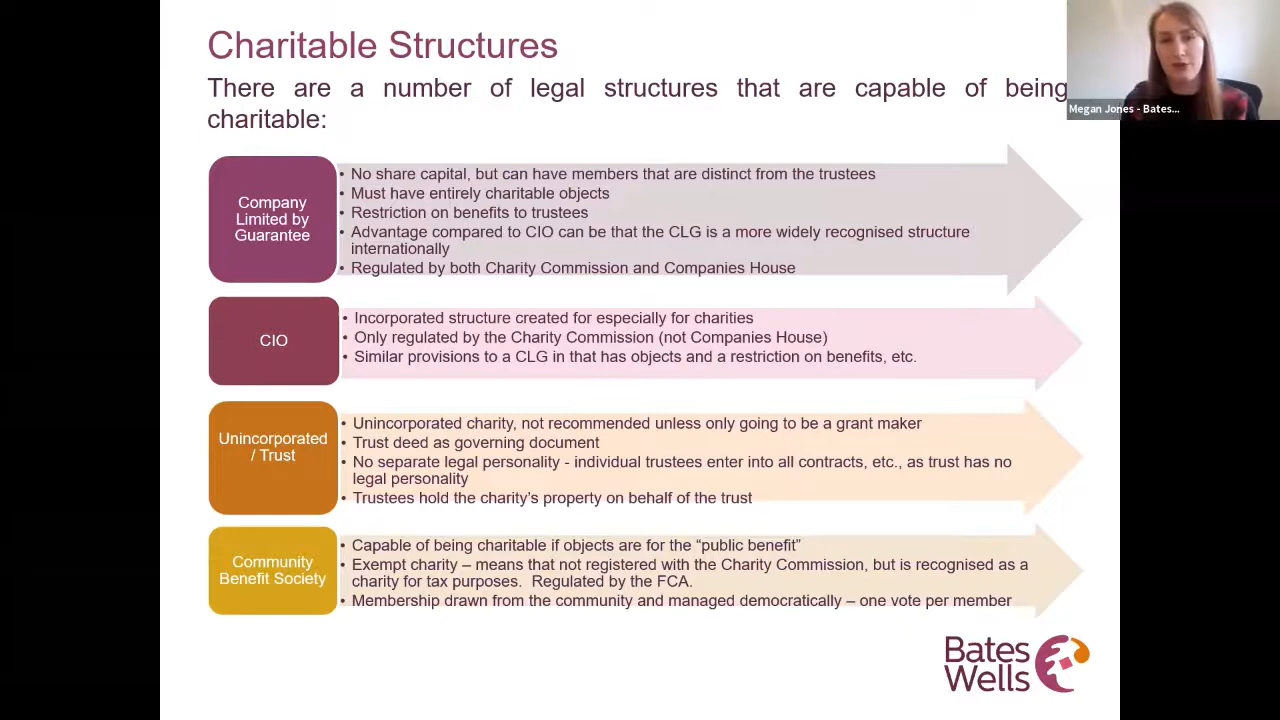 Charitable Structures
There are a number of legal structures that are capable of being
charitable:
Megan Jones - Bates...
Company
Limited by
Guarantee
• No share capital, but can have members that are distinct from the trustees
• Must have entirely charitable objects
• Restriction on benefits to trustees
• Advantage compared to CIO can be that the CLG is a more widely recognised structure
internationally
• Regulated by both Charity Commission and Companies House
CIO
• Incorporated structure created for especially for charities
• Only regulated by the Charity Commission (not Companies House)
• Similar provisions to a CLG in that has objects and a restriction on benefits, etc.
Unincorporated
/ Trust
• Unincorporated charity, not recommended unless only going to be a grant maker
• Trust deed as governing document
• No separate legal personality - individual trustees enter into all contracts, etc., as trust has no
legal personality
• Trustees hold the charity’s property on behalf of the trust
Community
Benefit Society
• Capable of being charitable if objects are for the “public benefit”
• Exempt charity – means that not registered with the Charity Commission, but is recognised as a
charity for tax purposes.  Regulated by the FCA.
• Membership drawn from the community and managed democratically – one vote per member
Bates
Wells